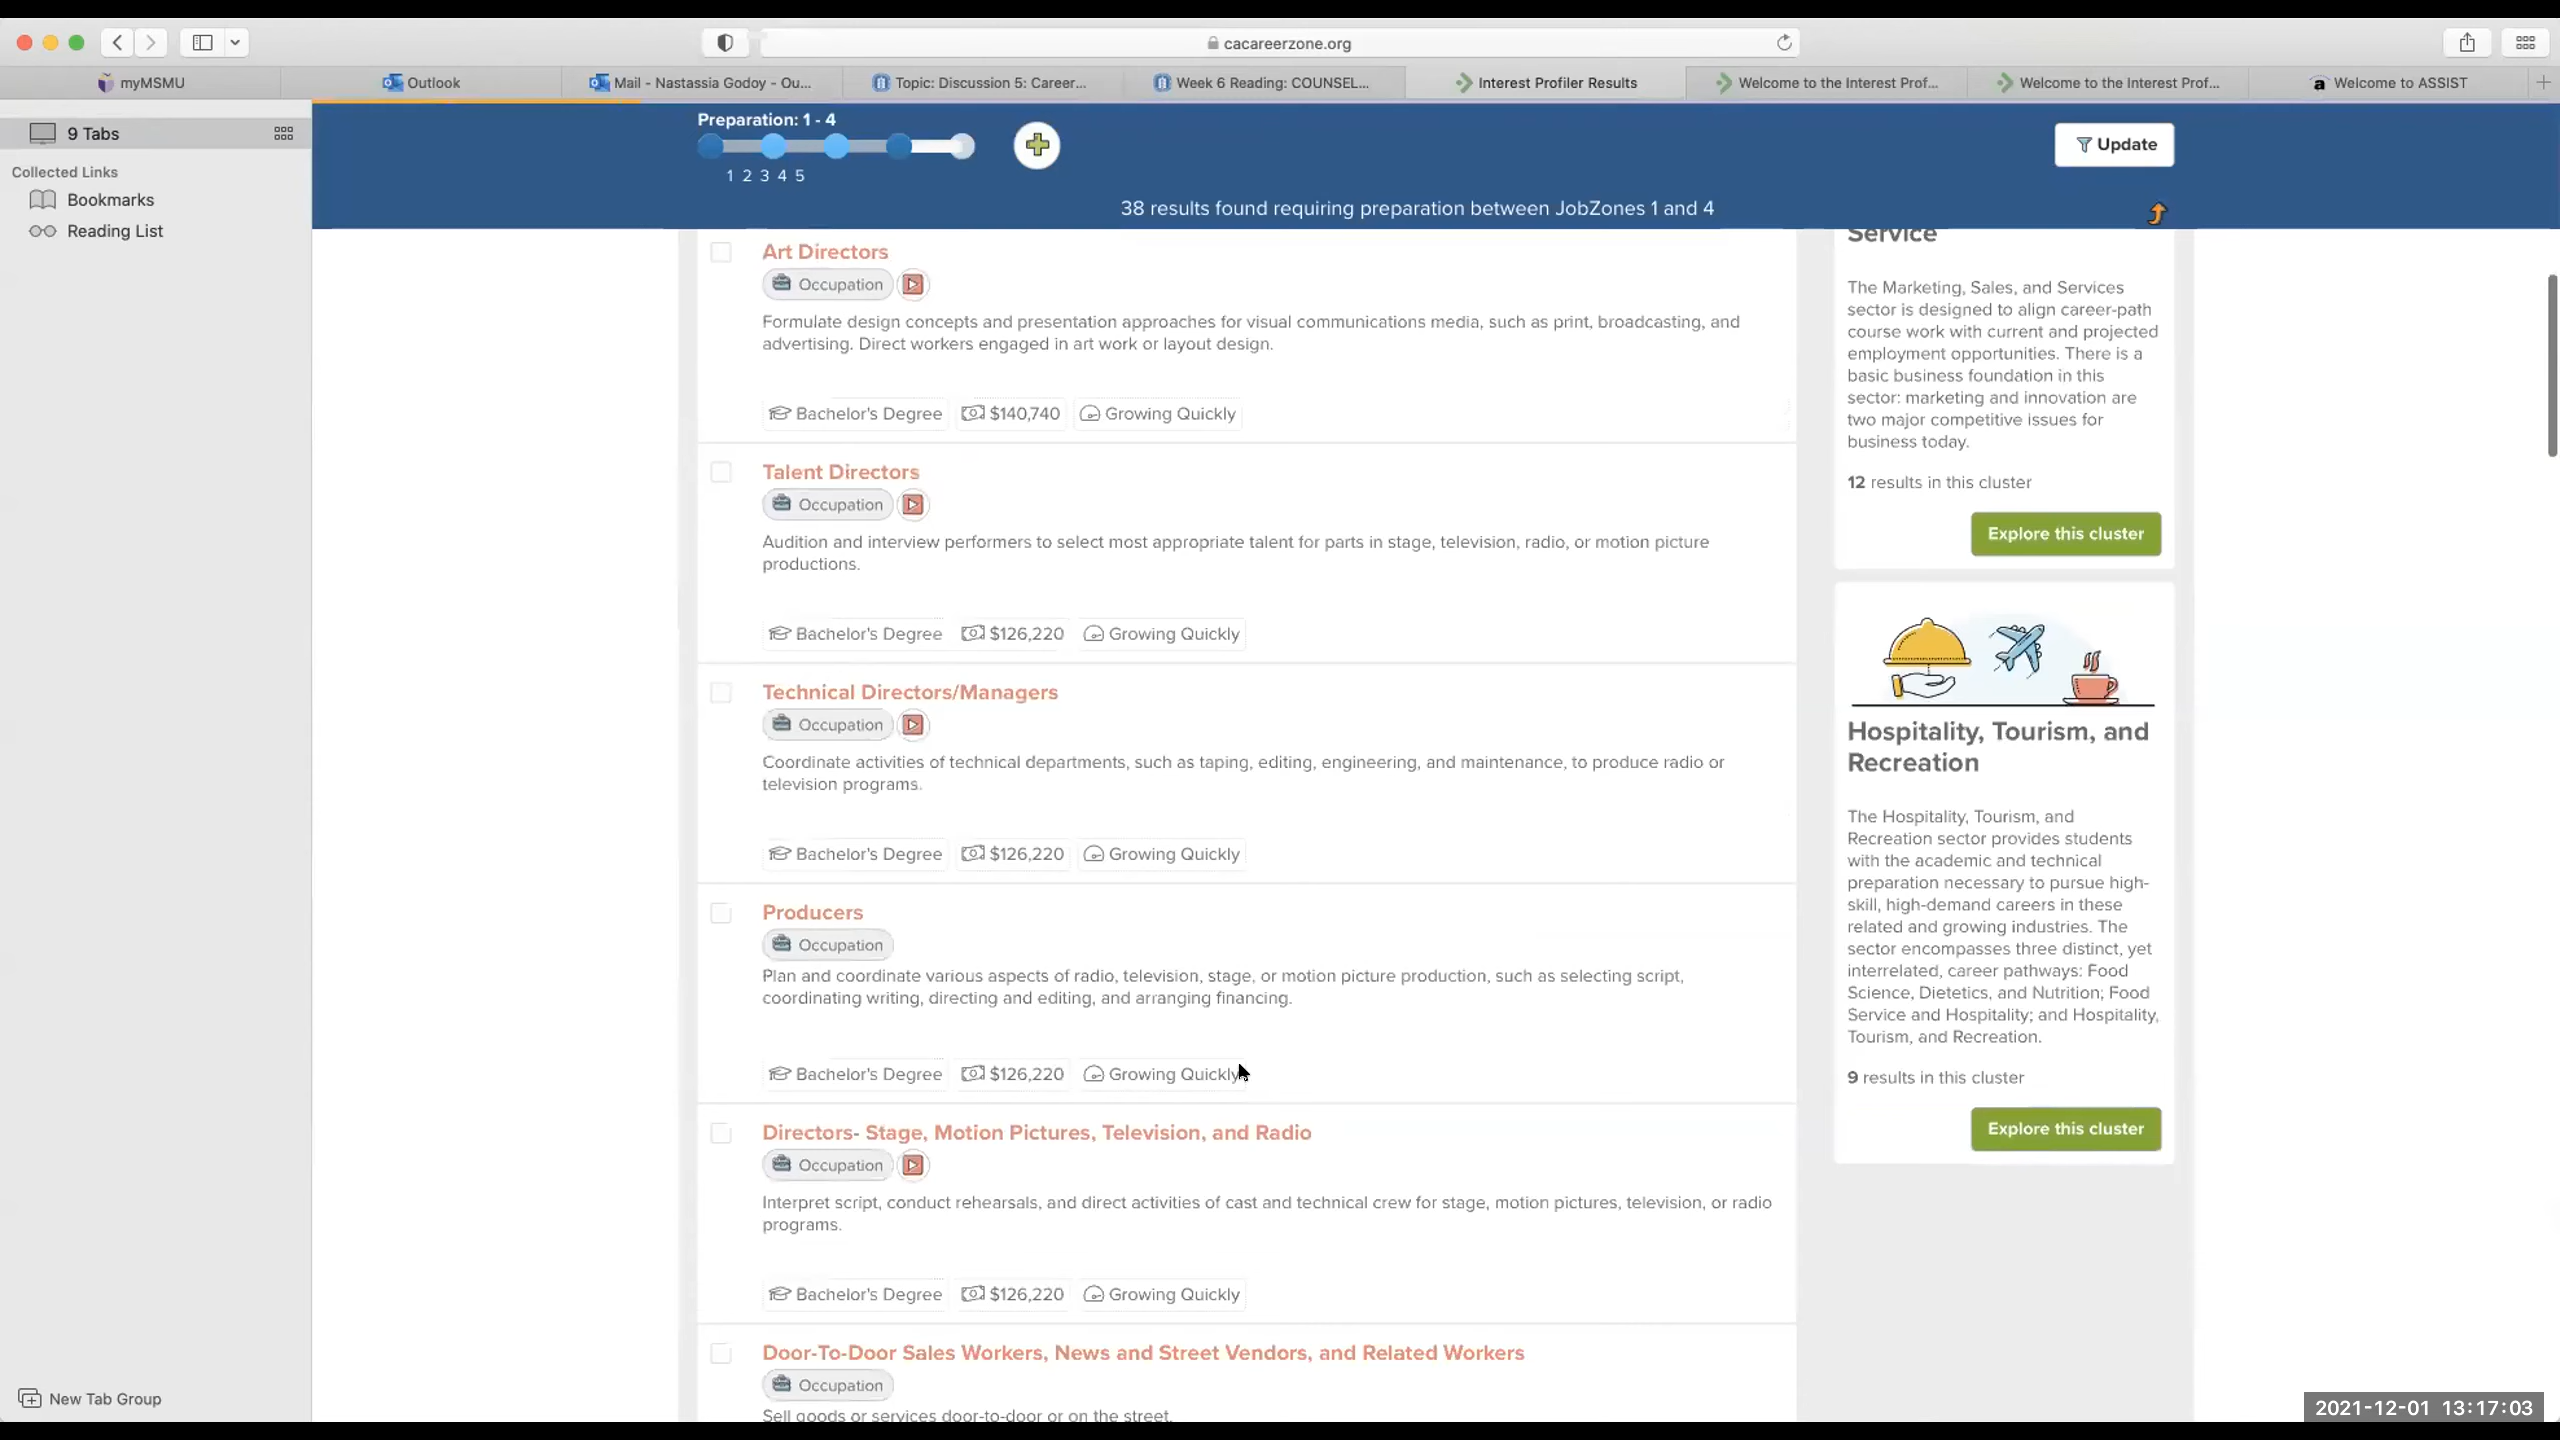 cacareerzone.org
myMSMU
Outlook
Mail - Nastassia Godoy - Ou...
Topic: Discussion 5: Career...
Week 6 Reading: COUNSEL...
Interest Profiler Results
Welcome to the Interest Prof...
Welcome to the Interest Prof...
a Welcome to ASSIST
9 Tabs
Collected Links
Bookmarks
Reading List
New Tab Group
Preparation: 1 - 4
1 2 3 4 5
Update
38 results found requiring preparation between JobZones 1 and 4
Art Directors
Occupation
Formulate design concepts and presentation approaches for visual communications media, such as print, broadcasting, and
advertising. Direct workers engaged in art work or layout design.
Bachelor's Degree $140,740 Growing Quickly
Talent Directors
Occupation
Audition and interview performers to select most appropriate talent for parts in stage, television, radio, or motion picture
productions.
Bachelor's Degree $126,220 Growing Quickly
Technical Directors/Managers
Occupation
Coordinate activities of technical departments, such as taping, editing, engineering, and maintenance, to produce radio or
television programs.
Bachelor's Degree $126,220 Growing Quickly
Producers
Occupation
Plan and coordinate various aspects of radio, television, stage, or motion picture production, such as selecting script,
coordinating writing, directing and editing, and arranging financing.
Bachelor's Degree $126,220 Growing Quickly
Directors- Stage, Motion Pictures, Television, and Radio
Occupation
Interpret script, conduct rehearsals, and direct activities of cast and technical crew for stage, motion pictures, television, or radio
programs.
Bachelor's Degree $126,220 Growing Quickly
Door-To-Door Sales Workers, News and Street Vendors, and Related Workers
Occupation
Sell goods or services door-to-door or on the street.
Service
The Marketing, Sales, and Services
sector is designed to align career-path
course work with current and projected
employment opportunities. There is a
basic business foundation in this
sector: marketing and innovation are
two major competitive issues for
business today.
12 results in this cluster
Explore this cluster
Hospitality, Tourism, and
Recreation
The Hospitality, Tourism, and
Recreation sector provides students
with the academic and technical
preparation necessary to pursue high-
skill, high-demand careers in these
related and growing industries. The
sector encompasses three distinct, yet
interrelated, career pathways: Food
Science, Dietetics, and Nutrition; Food
Service and Hospitality; and Hospitality,
Tourism, and Recreation.
9 results in this cluster
Explore this cluster
2021-12-01 13:17:03